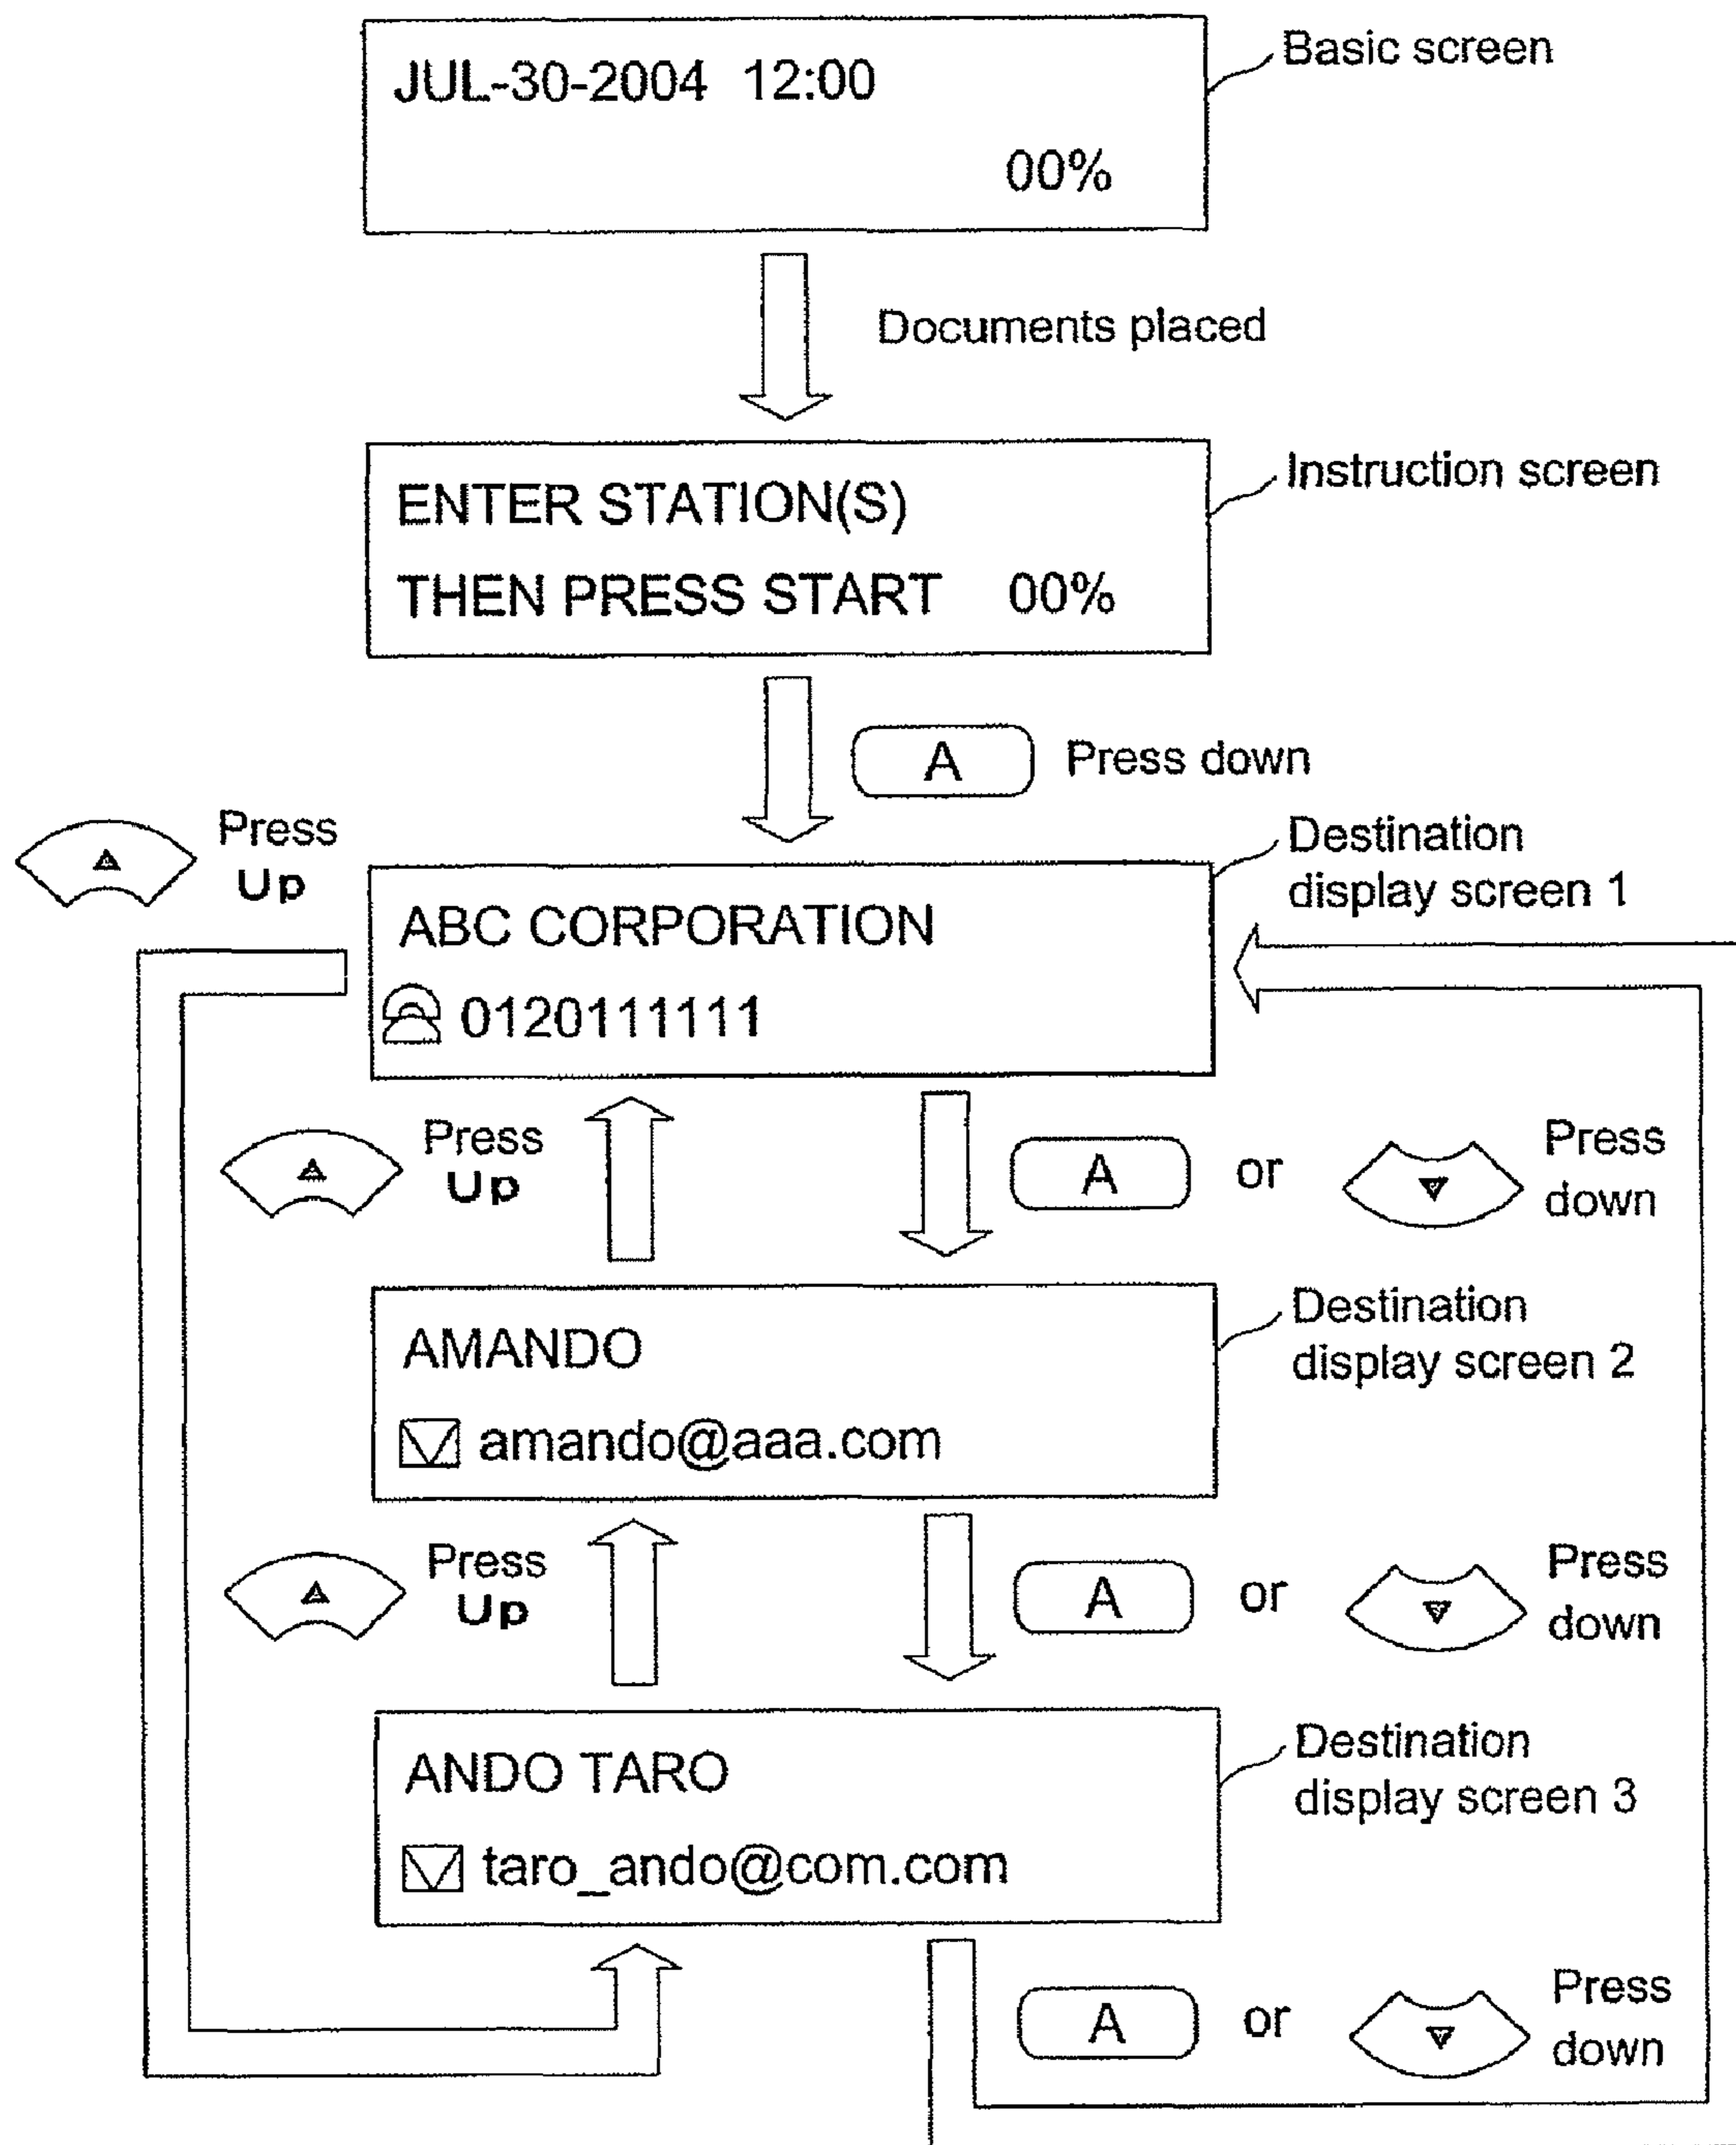 JUL-30-2004 12:00
00%
Basic screen
Documents placed
ENTER STATION(S)
THEN PRESS START 00%
Instruction screen
A Press down
Press
Up
Destination
display screen 1
ABC CORPORATION
0120111111
Press
Up
A or Press
down
AMANDO
amando@aaa.com
Destination
display screen 2
Press
Up
A or Press
down
ANDO TARO
taro_ando@com.com
Destination
display screen 3
A or Press
down